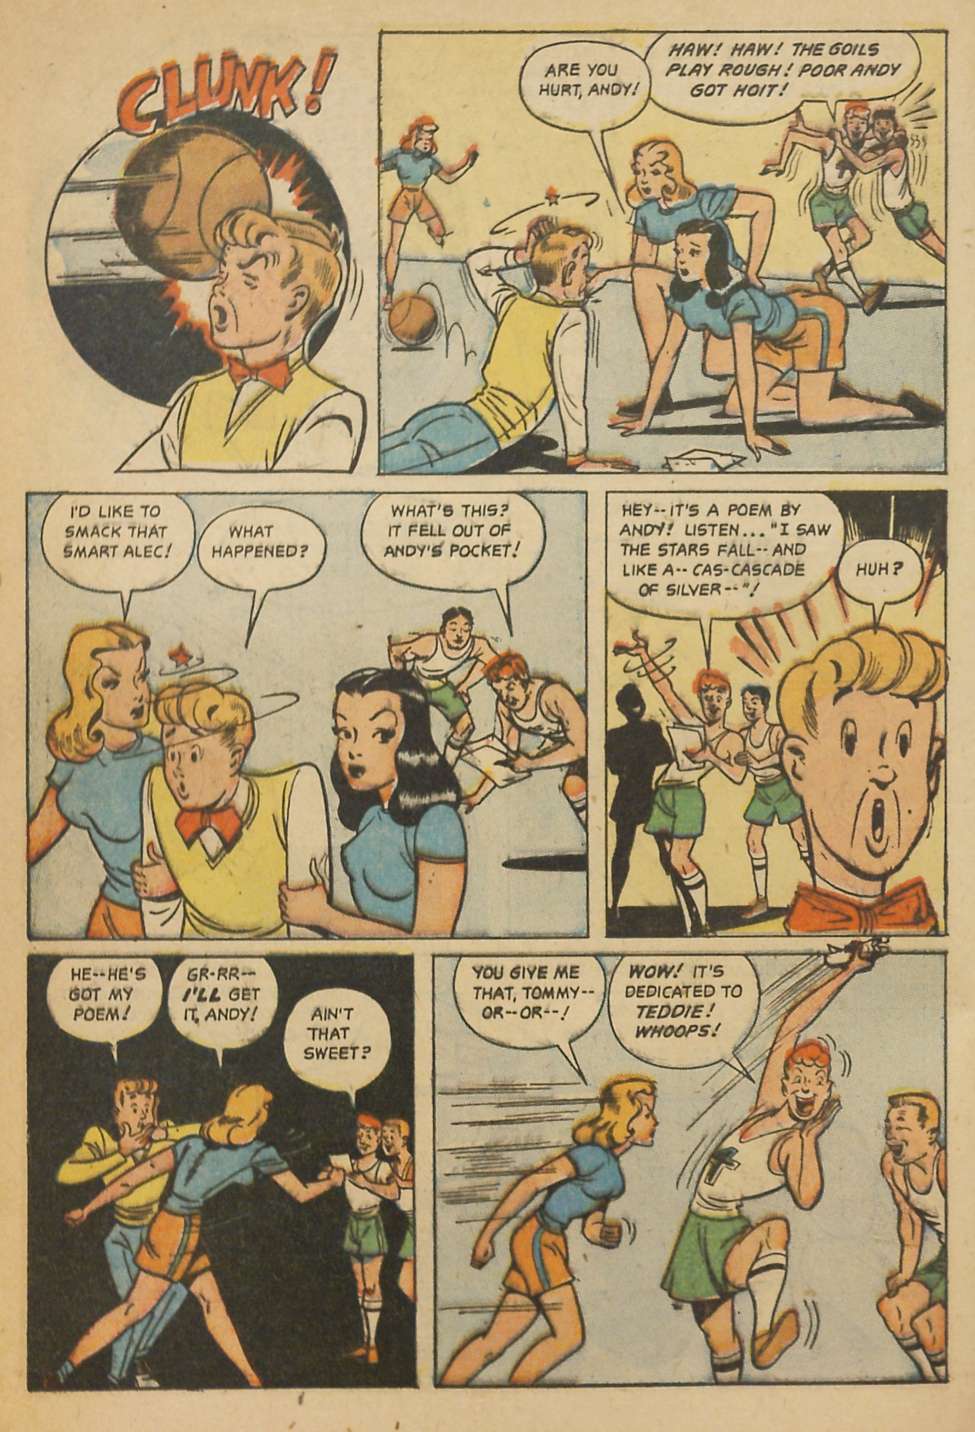 CLUNK!
ARE YOU
HURT, ANDY!
HAW! HAW! THE GOILS
PLAY ROUGH! POOR ANDY
GOT HOIT!
I'D LIKE TO
SMACK THAT
SMART ALEC!
WHAT
HAPPENED?
WHAT'S THIS?
IT FELL OUT OF
ANDY'S POCKET!
HEY-- IT'S A POEM BY
ANDY! LISTEN... "I SAW
THE STARS FALL-- AND
LIKE A-- CAS-CASCADE
OF SILVER--"!
HUH?
HE--HE'S
GOT MY
POEM!
GR-RR--
I'LL GET
IT, ANDY!
AIN'T
THAT
SWEET?
YOU GIVE ME
THAT, TOMMY--
OR--OR--!
WOW! IT'S
DEDICATED TO
TEDDIE!
WHOOPS!